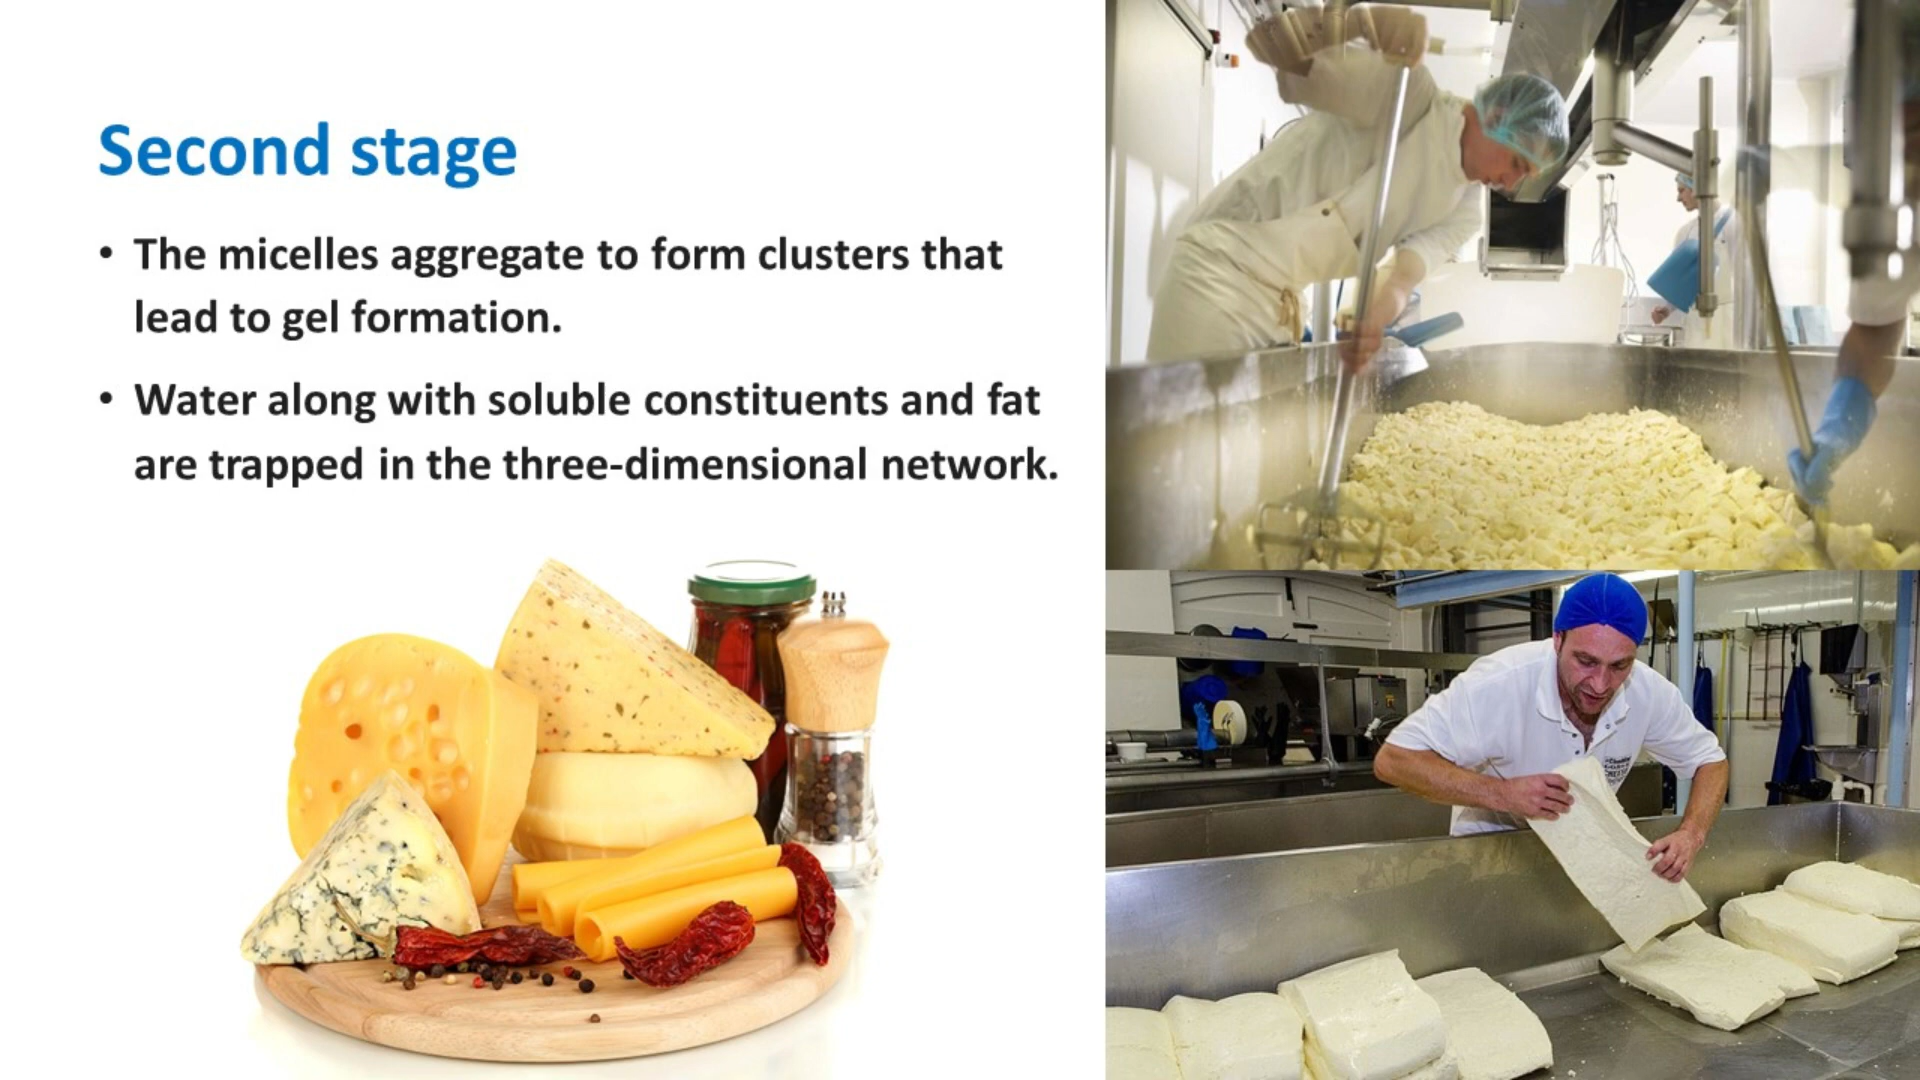 Second stage
• The micelles aggregate to form clusters that
lead to gel formation.
• Water along with soluble constituents and fat
are trapped in the three-dimensional network.